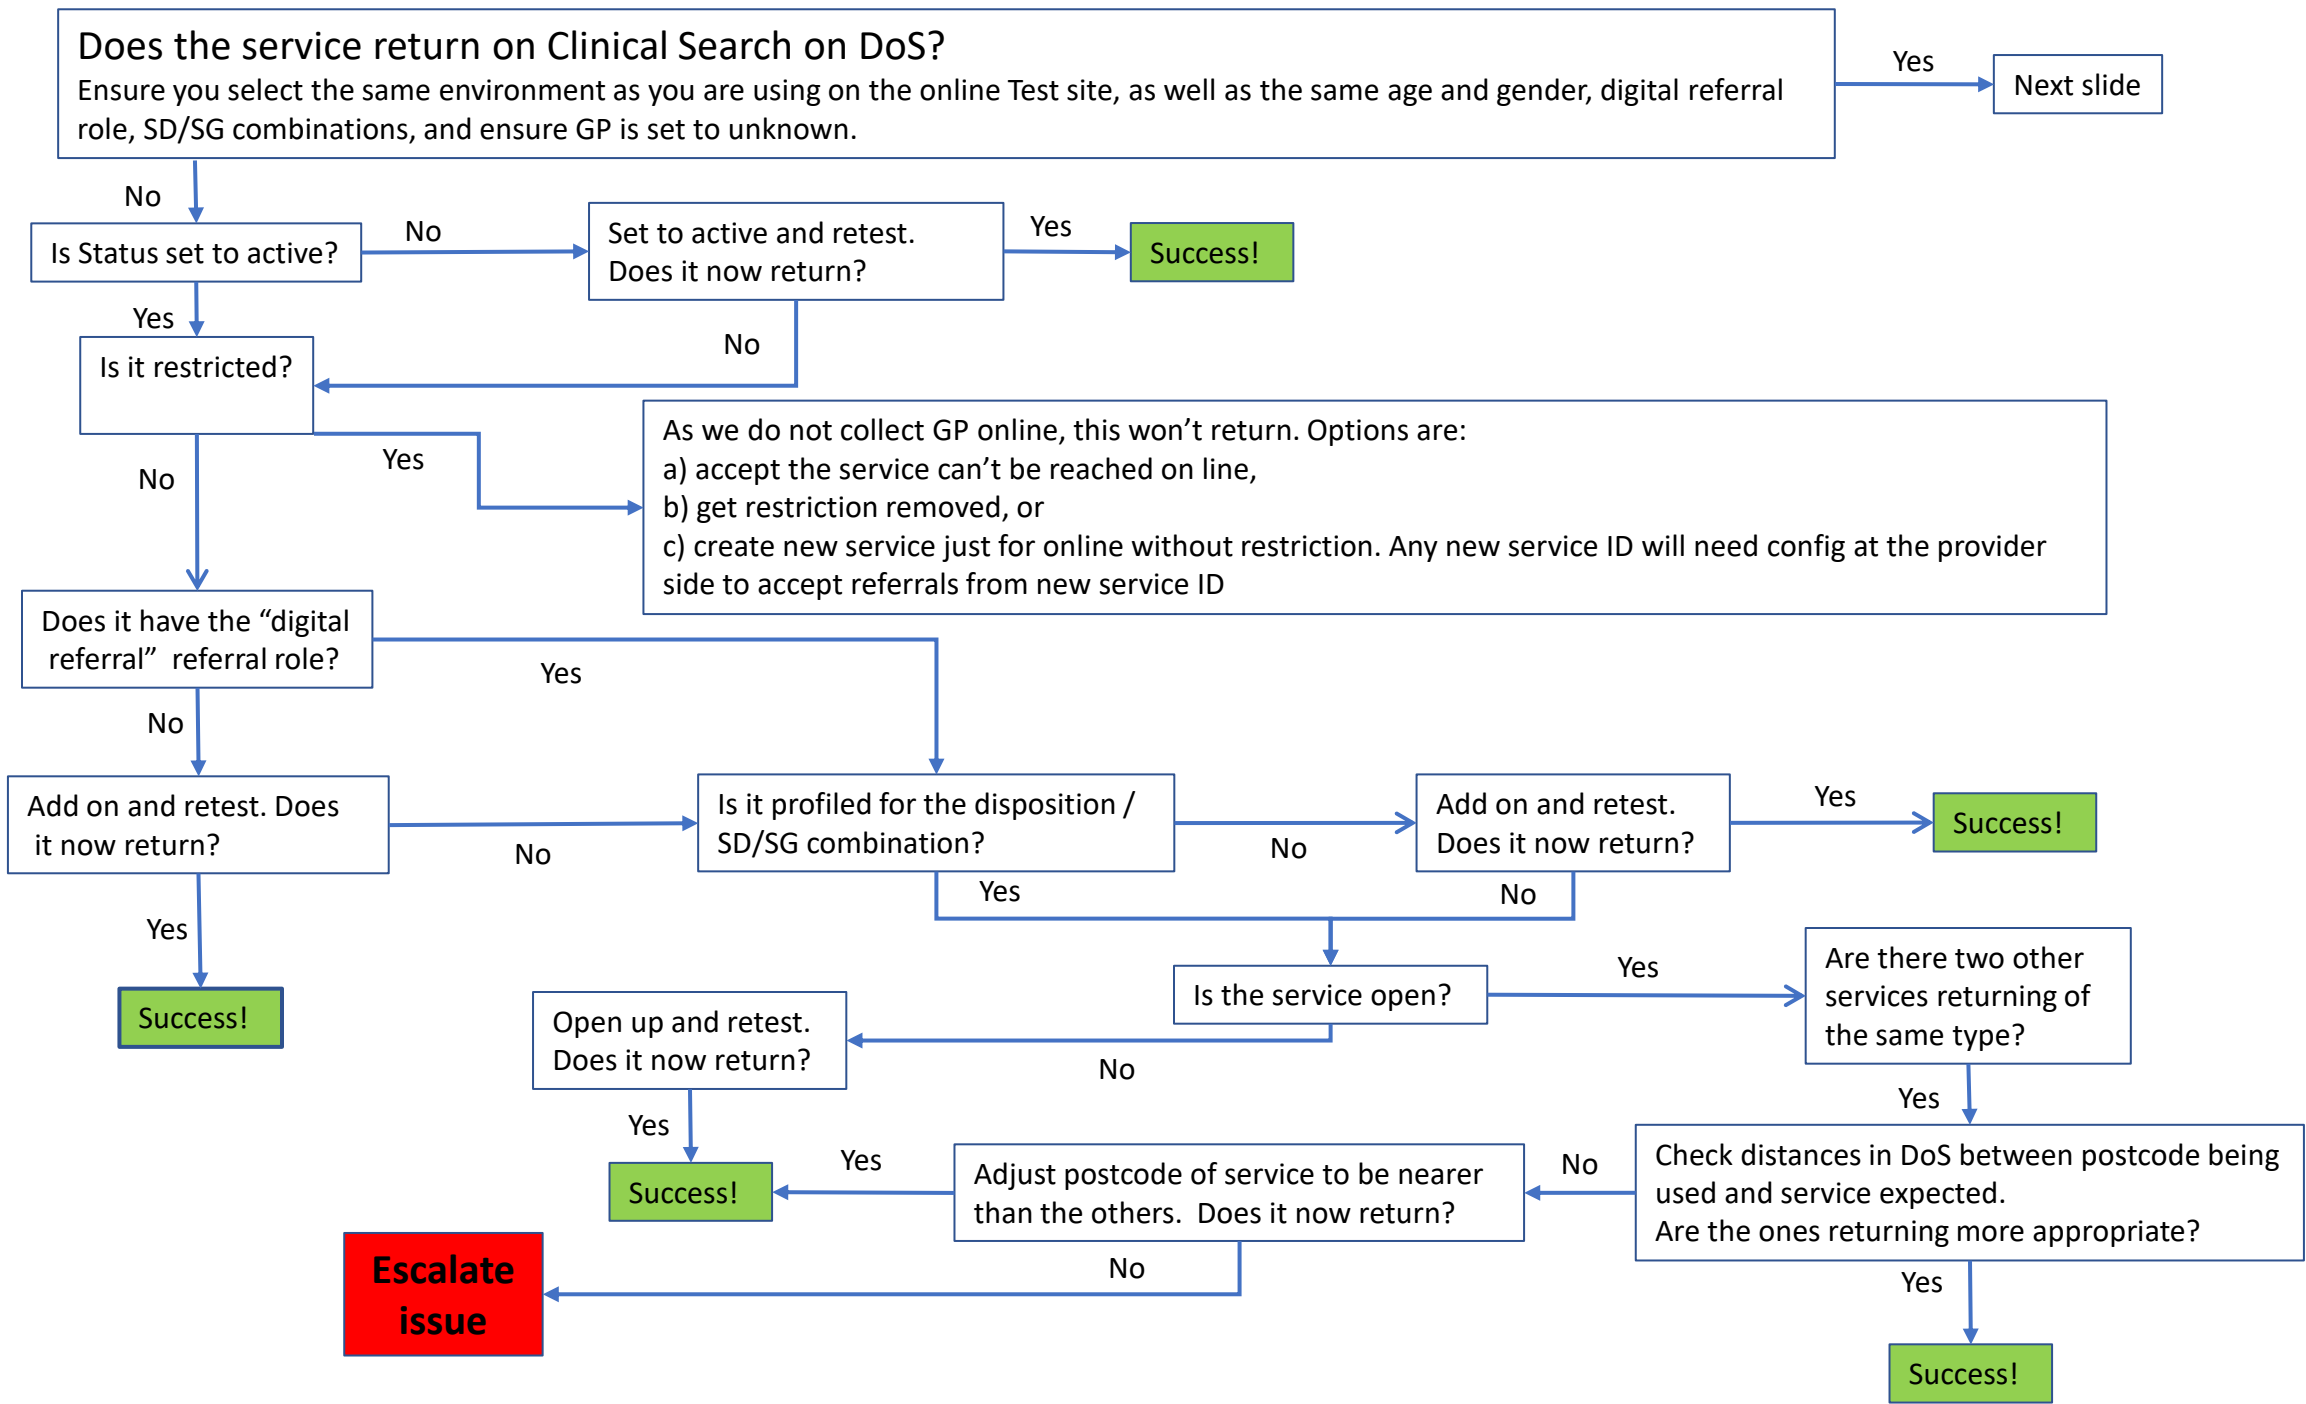 Does the service return on Clinical Search on DoS?
Ensure you select the same environment as you are using on the online Test site, as well as the same age and gender, digital referral
role, SD/SG combinations, and ensure GP is set to unknown.
Yes
Next slide
No
Is Status set to active?
No
Set to active and retest.
Does it now return?
Yes
Success!
Yes
No
Is it restricted?
Yes
No
As we do not collect GP online, this won’t return. Options are:
a) accept the service can’t be reached on line,
b) get restriction removed, or
c) create new service just for online without restriction. Any new service ID will need config at the provider
side to accept referrals from new service ID
Does it have the “digital
referral”  referral role?
Yes
No
Add on and retest. Does
it now return?
No
Is it profiled for the disposition /
SD/SG combination?
No
Add on and retest.
Does it now return?
Yes
Success!
Yes
No
Yes
Success!
Is the service open?
Yes
Are there two other
services returning of
the same type?
No
Open up and retest.
Does it now return?
Yes
Yes
Success!
Yes
Adjust postcode of service to be nearer
than the others.  Does it now return?
No
Check distances in DoS between postcode being
used and service expected.
Are the ones returning more appropriate?
No
Escalate
issue
Yes
Success!